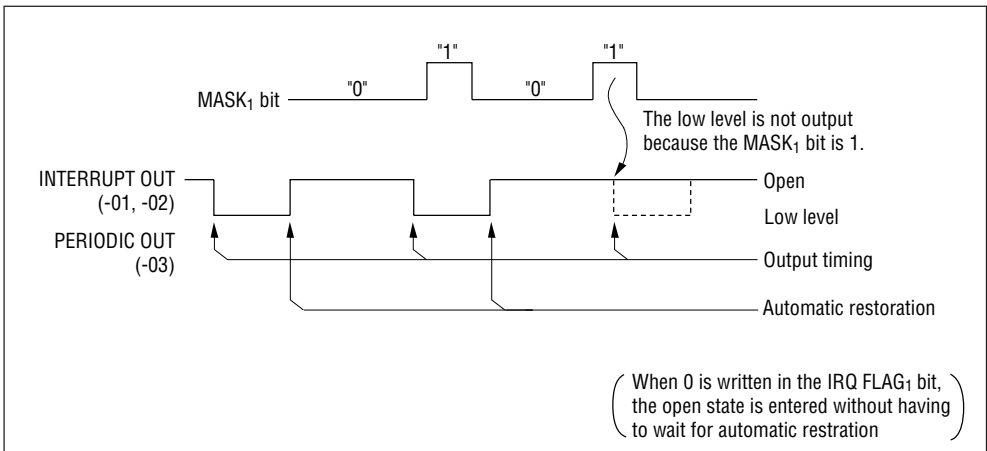 "1" "1"
MASK1 bit "0" "0"
The low level is not output
because the MASK1 bit is 1.
INTERRUPT OUT
(-01, -02)
Open
Low level
PERIODIC OUT
(-03)
Output timing
Automatic restoration
When 0 is written in the IRQ FLAG1 bit,
the open state is entered without having
to wait for automatic restration